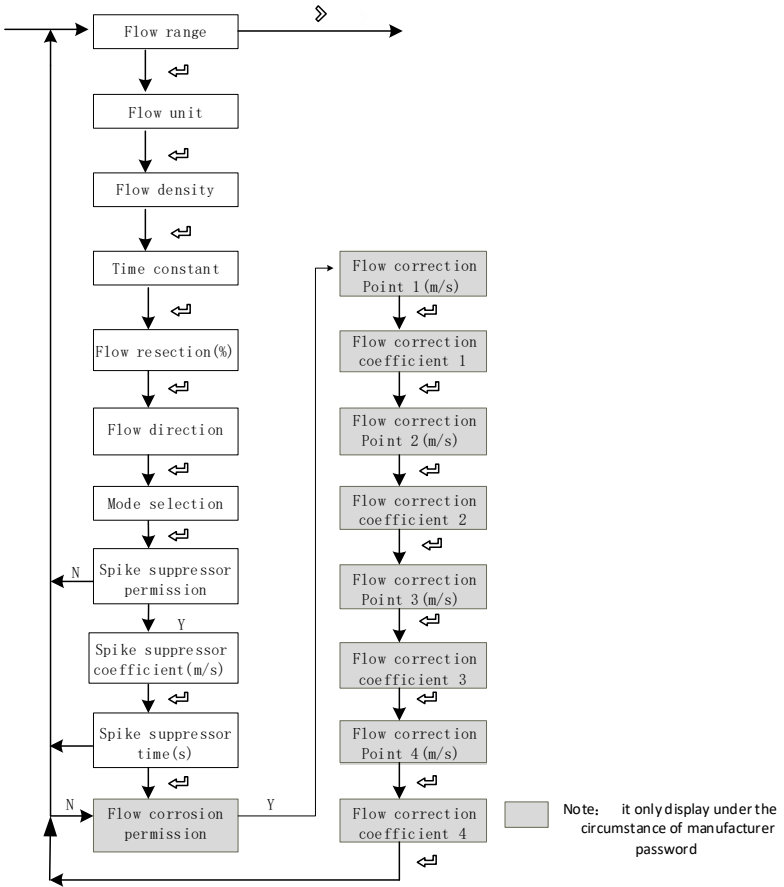 Flow range
Flow unit
Flow density
Time constant
Flow resection(%)
Flow direction
Mode selection
N
Spike suppressor
permission
Y
Spike suppressor
coefficient(m/s)
Spike suppressor
time(s)
N
Flow corrosion
permission
Y
Flow correction
Point 1(m/s)
Flow correction
coefficient 1
Flow correction
Point 2(m/s)
Flow correction
coefficient 2
Flow correction
Point 3(m/s)
Flow correction
coefficient 3
Flow correction
Point 4(m/s)
Flow correction
coefficient 4
Note: it only display under the
circumstance of manufacturer
password